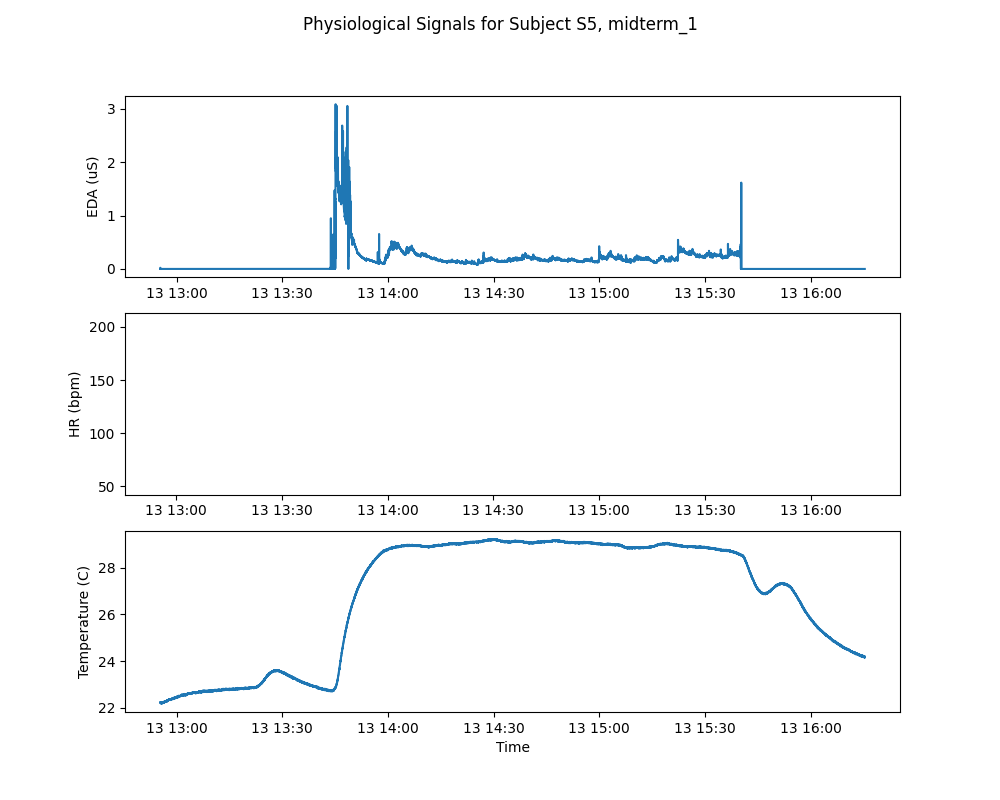 Physiological Signals for Subject S5, midterm_1
3
2
1
0
EDA (uS)
13 13:00 13 13:30 13 14:00 13 14:30 13 15:00 13 15:30 13 16:00
200
150
100
50
HR (bpm)
13 13:00 13 13:30 13 14:00 13 14:30 13 15:00 13 15:30 13 16:00
28
26
24
22
Temperature (C)
13 13:00 13 13:30 13 14:00 13 14:30 13 15:00 13 15:30 13 16:00
Time